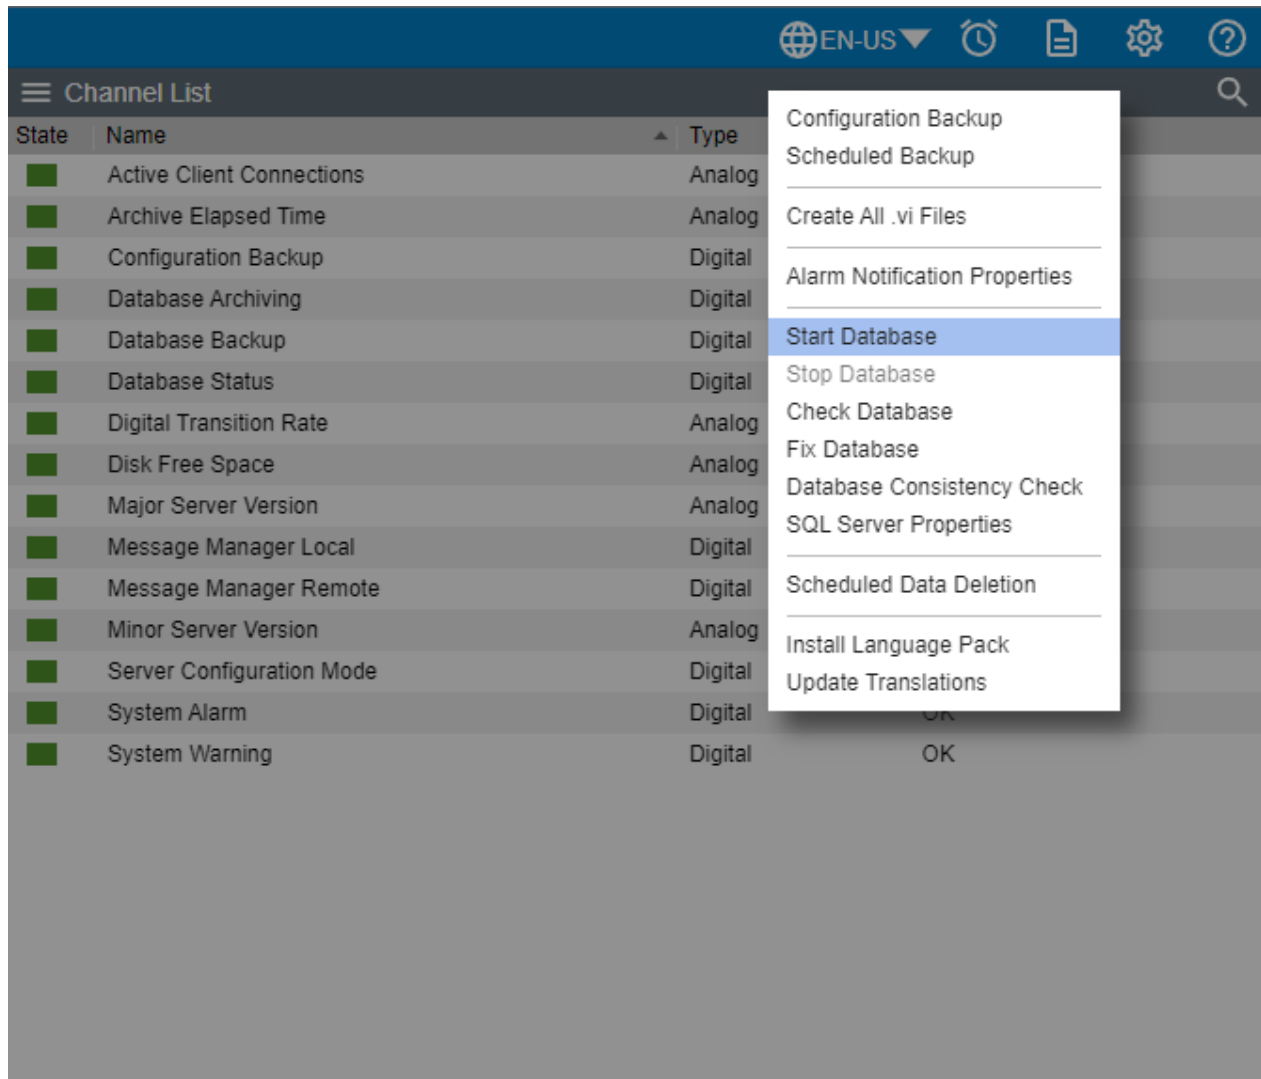 EN-US
Channel List
State Name Type
Active Client Connections Analog
Archive Elapsed Time Analog
Configuration Backup Digital
Database Archiving Digital
Database Backup Digital
Database Status Digital
Digital Transition Rate Analog
Disk Free Space Analog
Major Server Version Analog
Message Manager Local Digital
Message Manager Remote Digital
Minor Server Version Analog
Server Configuration Mode Digital
System Alarm Digital OK
System Warning Digital OK
Configuration Backup
Scheduled Backup
Create All .vi Files
Alarm Notification Properties
Start Database
Stop Database
Check Database
Fix Database
Database Consistency Check
SQL Server Properties
Scheduled Data Deletion
Install Language Pack
Update Translations